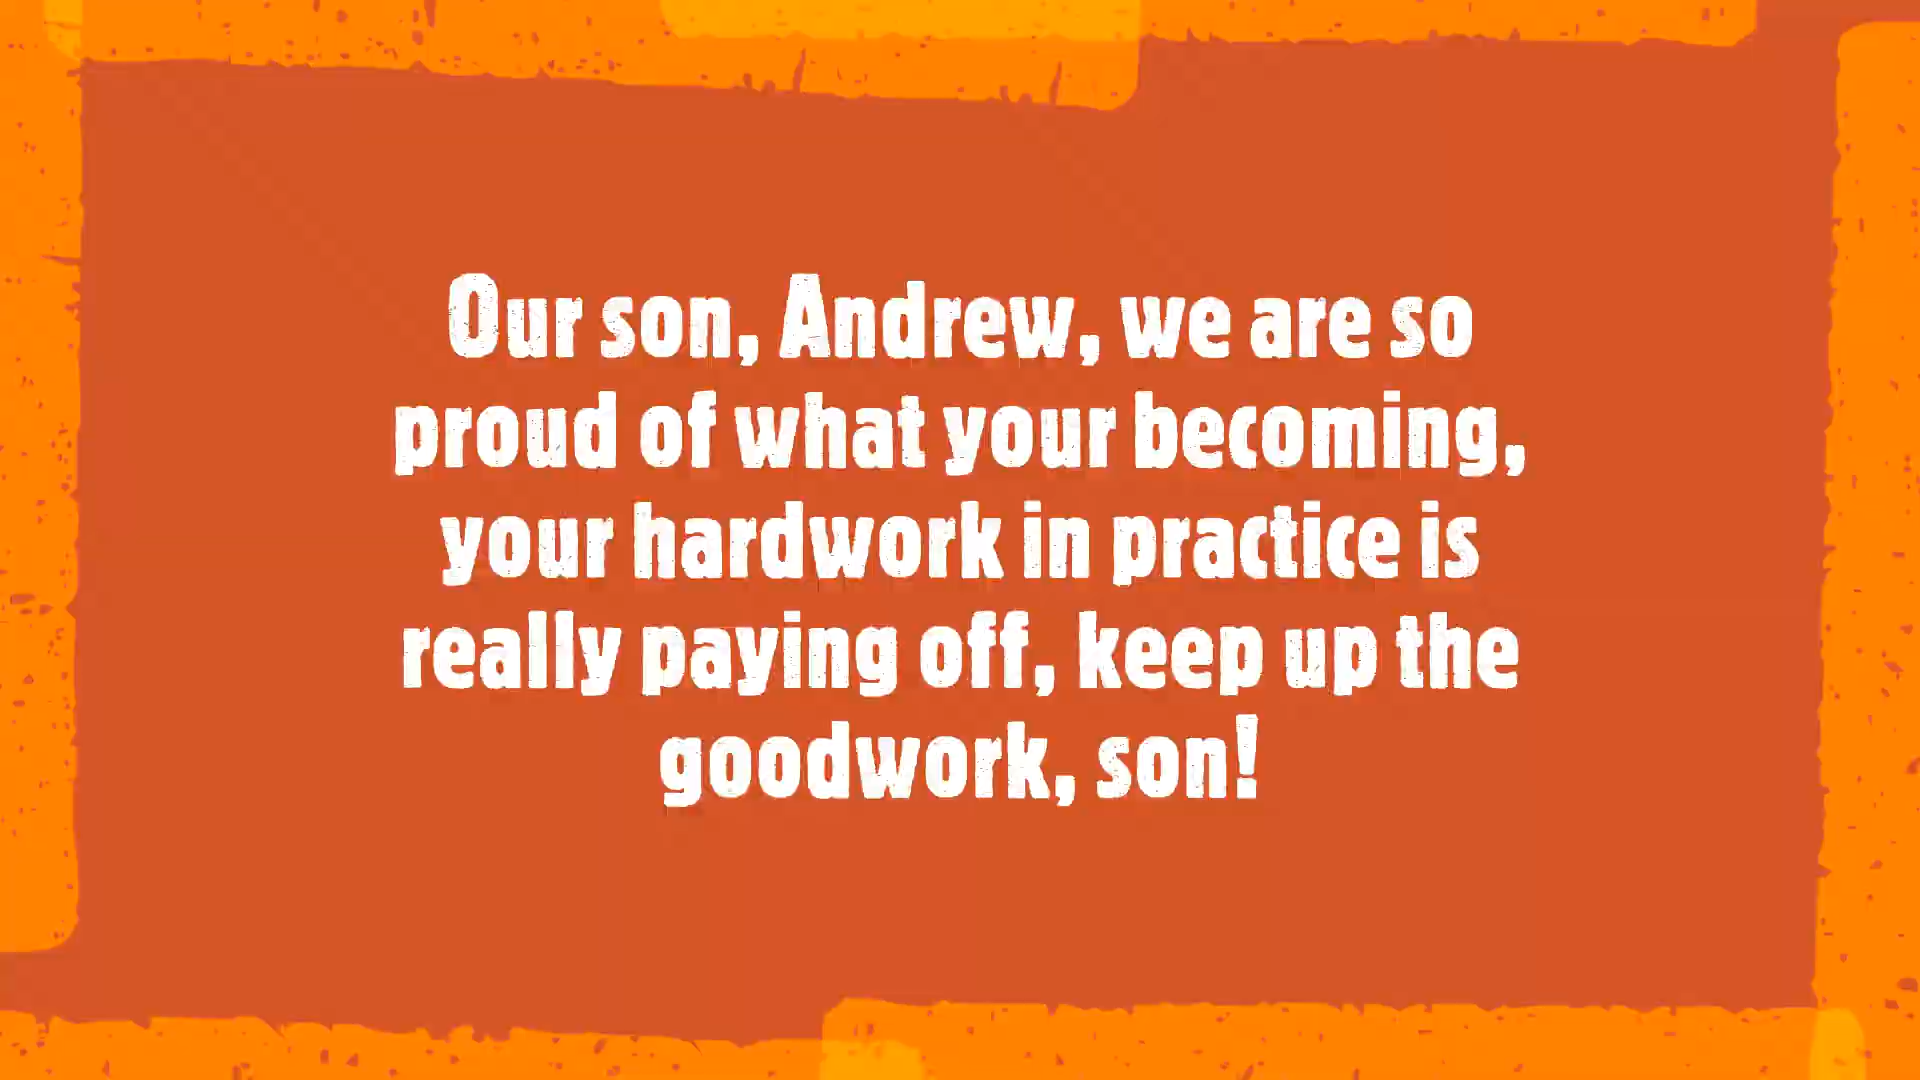 Our son, Andrew, we are so
proud of what your becoming,
your hardwork in practice is
really paying off, keep up the
goodwork, son!